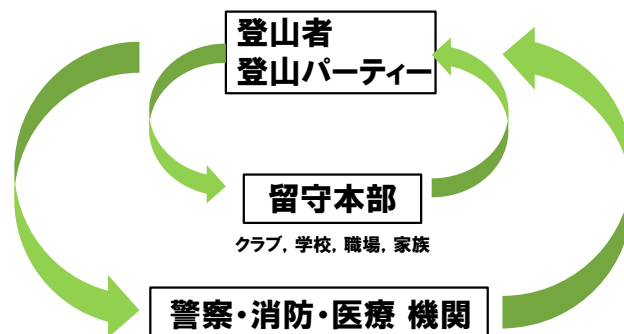 登山者
登山パーティー
留守本部
クラブ, 学校, 職場, 家族
警察・消防・医療 機関